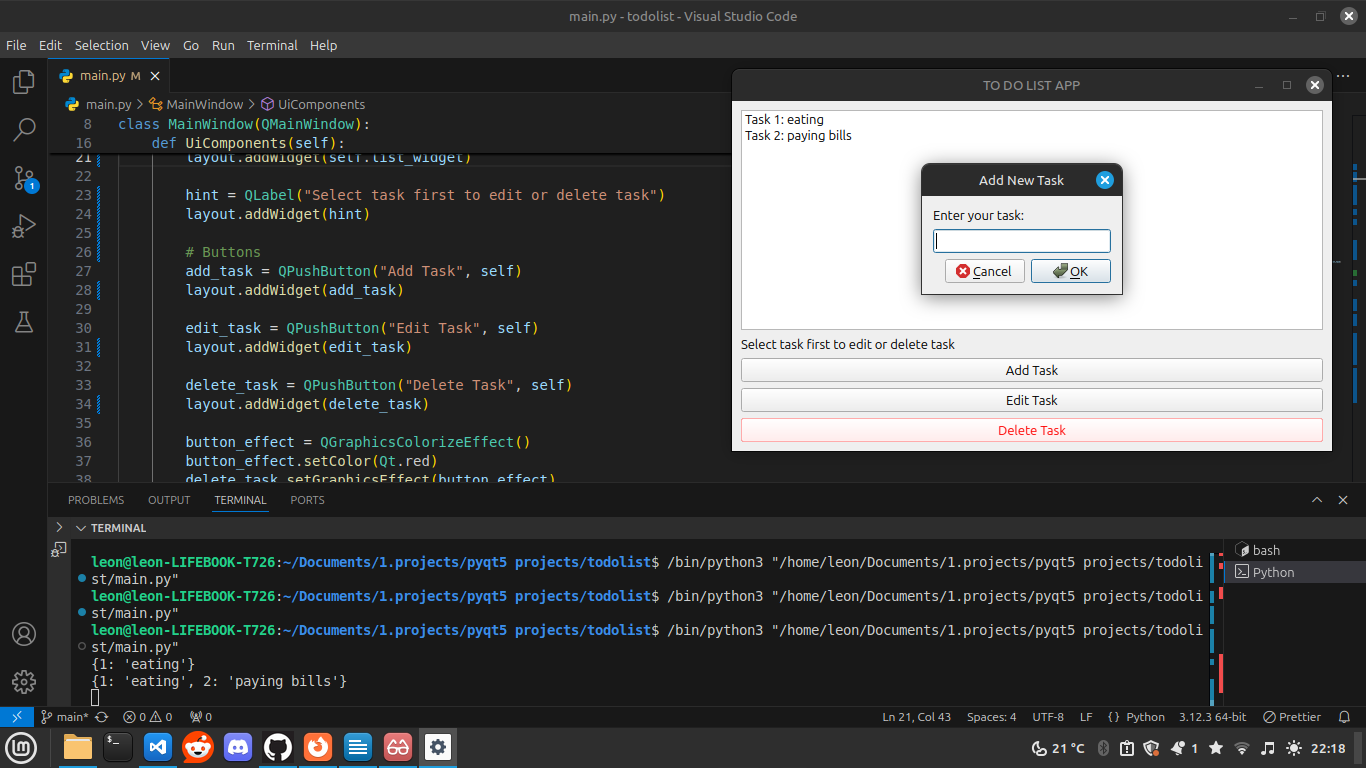 main.py - todolist - Visual Studio Code
File Edit Selection View Go Run Terminal Help
main.py M
main.py > MainWindow > UiComponents
8 class MainWindow(QMainWindow):
16 def UiComponents(self):
21 layout.addWidget(self.list_widget)
22
23 hint = QLabel("Select task first to edit or delete task")
24 layout.addWidget(hint)
25
26 # Buttons
27 add_task = QPushButton("Add Task", self)
28 layout.addWidget(add_task)
29
30 edit_task = QPushButton("Edit Task", self)
31 layout.addWidget(edit_task)
32
33 delete_task = QPushButton("Delete Task", self)
34 layout.addWidget(delete_task)
35
36 button_effect = QGraphicsColorizeEffect()
37 button_effect.setColor(Qt.red)
38 delete_task.setGraphicsEffect(button_effect)
TO DO LIST APP
Task 1: eating
Task 2: paying bills
Add New Task
Enter your task:
Cancel
OK
Select task first to edit or delete task
Add Task
Edit Task
Delete Task
PROBLEMS OUTPUT TERMINAL PORTS
TERMINAL
leon@leon-LIFEBOOK-T726:~/Documents/1.projects/pyqt5 projects/todolist$ /bin/python3 "/home/leon/Documents/1.projects/pyqt5 projects/todoli
st/main.py"
leon@leon-LIFEBOOK-T726:~/Documents/1.projects/pyqt5 projects/todolist$ /bin/python3 "/home/leon/Documents/1.projects/pyqt5 projects/todoli
st/main.py"
leon@leon-LIFEBOOK-T726:~/Documents/1.projects/pyqt5 projects/todolist$ /bin/python3 "/home/leon/Documents/1.projects/pyqt5 projects/todoli
st/main.py"
{1: 'eating'}
{1: 'eating', 2: 'paying bills'}
bash
Python
1
main* 0 0 0 Ln 21, Col 43 Spaces: 4 UTF-8 LF {} Python 3.12.3 64-bit Prettier
21 °C 1 22:18